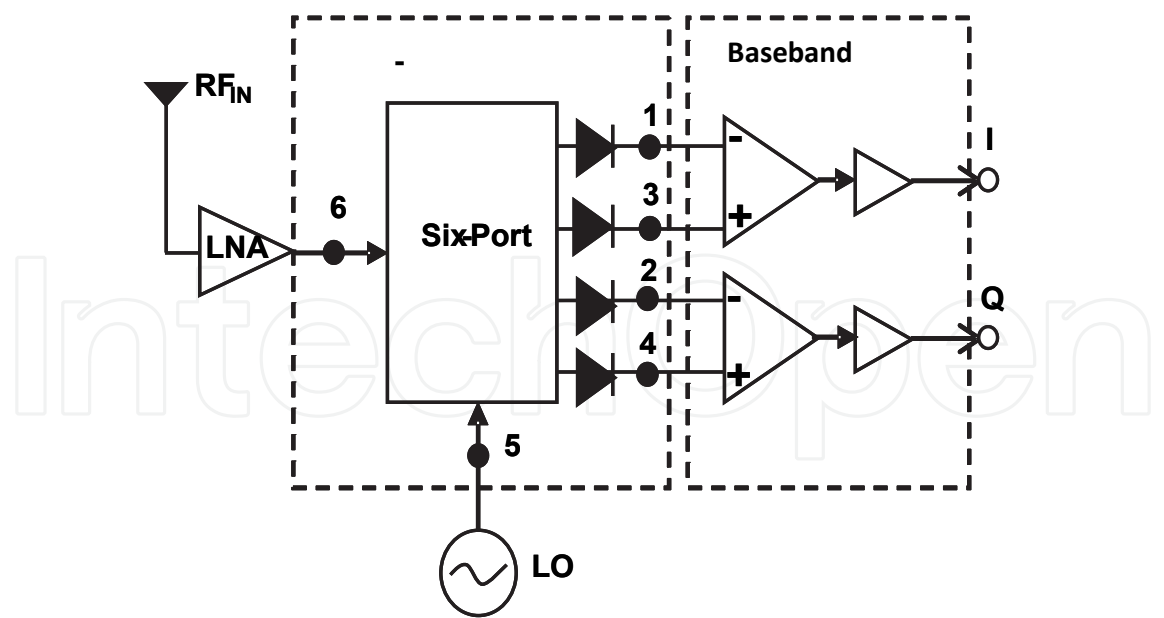 Baseband
-
RFIN
1
-
I
3
+
6
Six-Port
LNA
2
-
Q
4
+
5
LO
IntechOpen